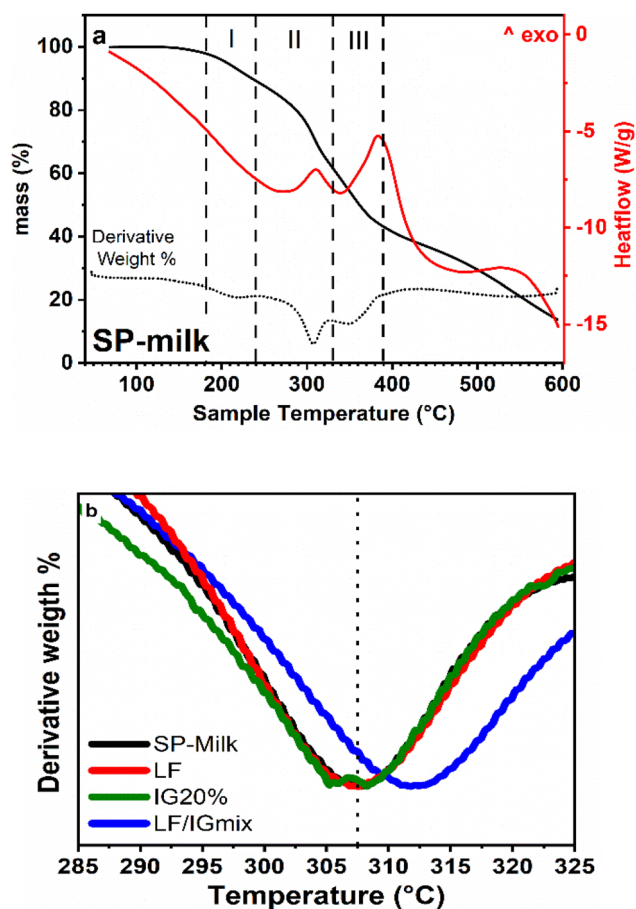 a
I
II
III
^ exo
100
80
60
40
20
0
mass (%)
Derivative
Weight %
SP-milk
0
-5
-10
-15
Heatflow (W/g)
100
200
300
400
500
600
Sample Temperature (°C)
b
Derivative weigth %
SP-Milk
LF
IG20%
LF/IGmix
285
290
295
300
305
310
315
320
325
Temperature (°C)